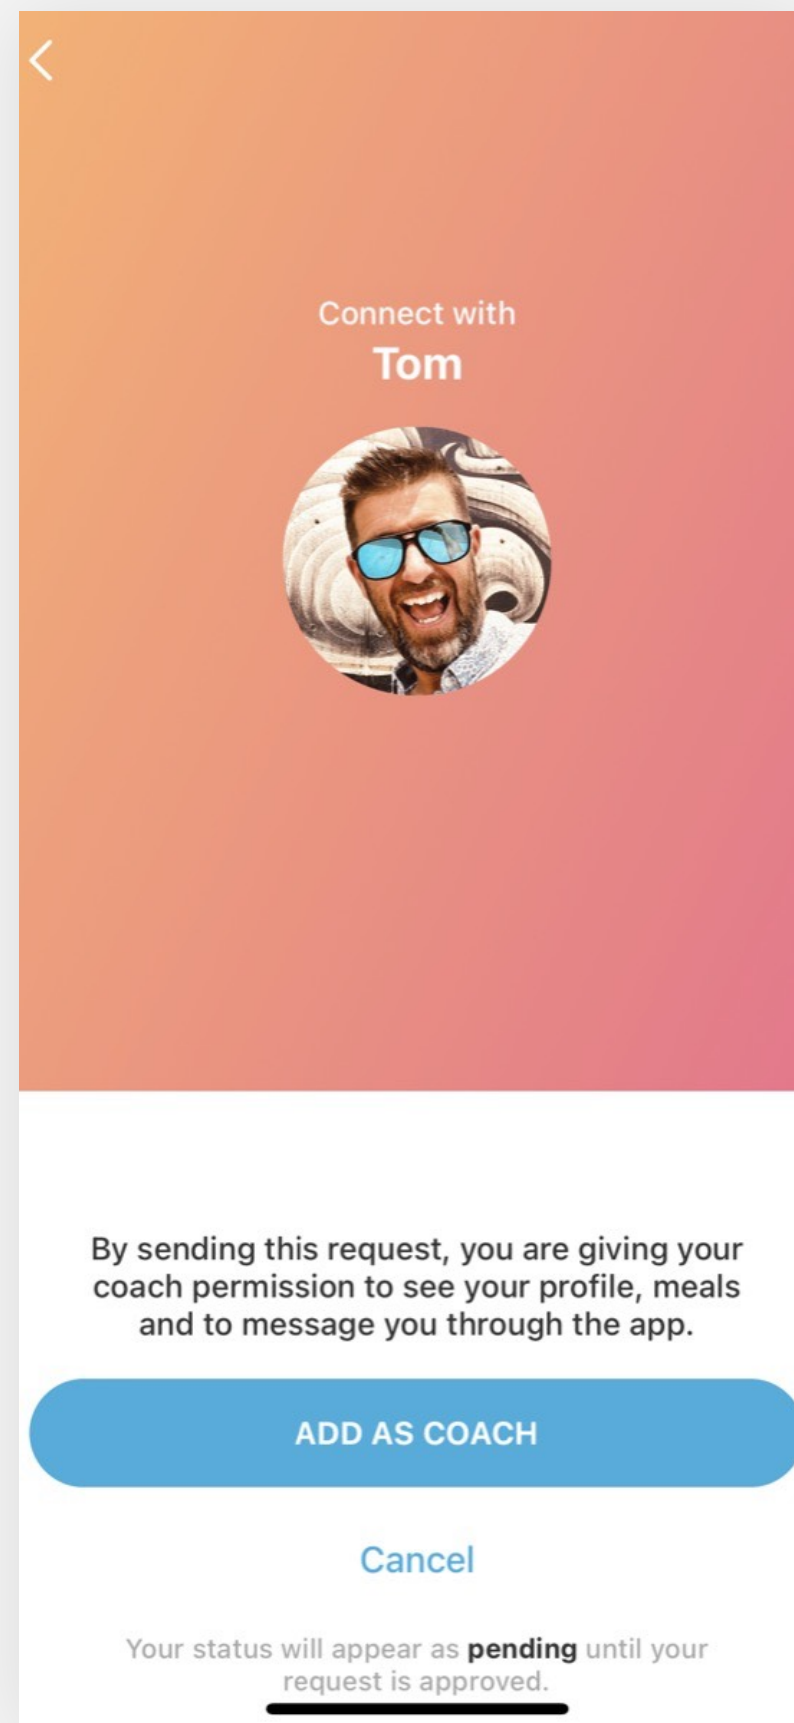 Connect with
Tom
By sending this request, you are giving your
coach permission to see your profile, meals
and to message you through the app.
ADD AS COACH
Cancel
Your status will appear as pending until your
request is approved.